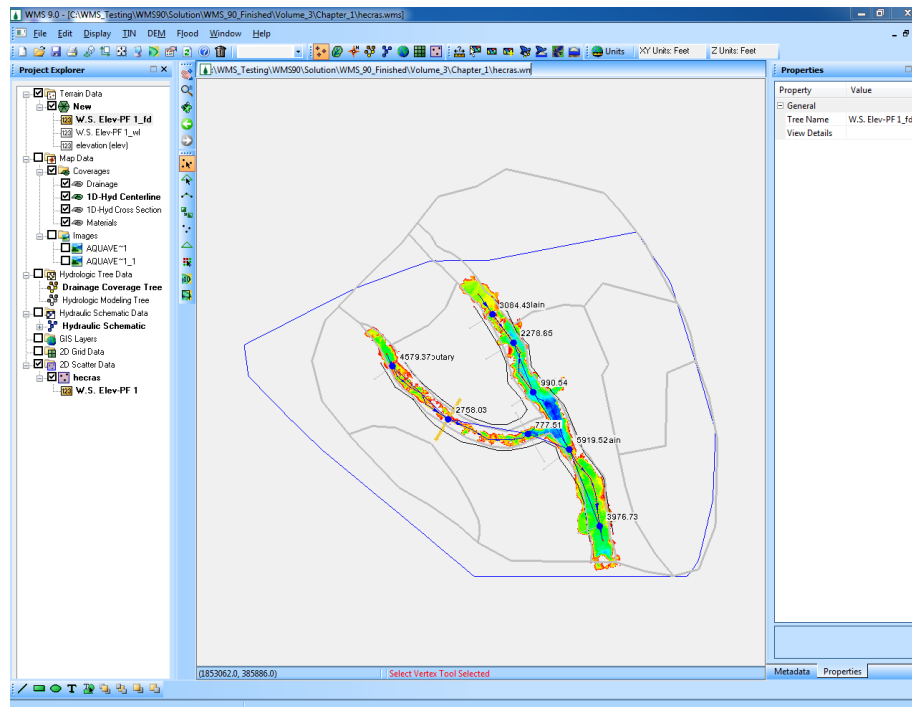 WMS 9.0 - [C:\WMS_Testing\WMS90\Solution\WMS_90_Finished\Volume_3\Chapter_1\hecras.wms]
File Edit Display TIN DEM Flood Window Help
Units XY Units: Feet Z Units: Feet
Project Explorer
:\WMS_Testing\WMS90\Solution\WMS_90_Finished\Volume_3\Chapter_1\hecras.wm
Properties
Property Value
General
Tree Name W.S. Elev-PF 1_fd
View Details
Terrain Data
New
W.S. Elev-PF 1_fd
W.S. Elev-PF 1_wl
elevation (elev)
Map Data
Coverages
Drainage
1D-Hyd Centerline
1D-Hyd Cross Section
Materials
Images
AQUAVE~1
AQUAVE~1_1
Hydrologic Tree Data
Drainage Coverage Tree
Hydrologic Modeling Tree
Hydraulic Schematic Data
Hydraulic Schematic
GIS Layers
2D Grid Data
2D Scatter Data
hecras
W.S. Elev-PF 1
3084.43 ain
2278.65
4579.37 utary
990.54
2758.03
777.51
5919.52 ain
3976.73
(1853062.0, 385886.0) Select Vertex Tool Selected
Metadata Properties
T